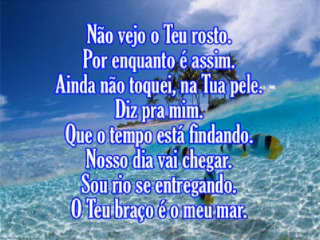 Não vejo o Teu rosto.
Por enquanto é assim.
Ainda não toquei, na Tua pele.
Diz pra mim.
Que o tempo está findando.
Nosso dia vai chegar.
Sou rio se entregando.
O Teu braço é o meu mar.